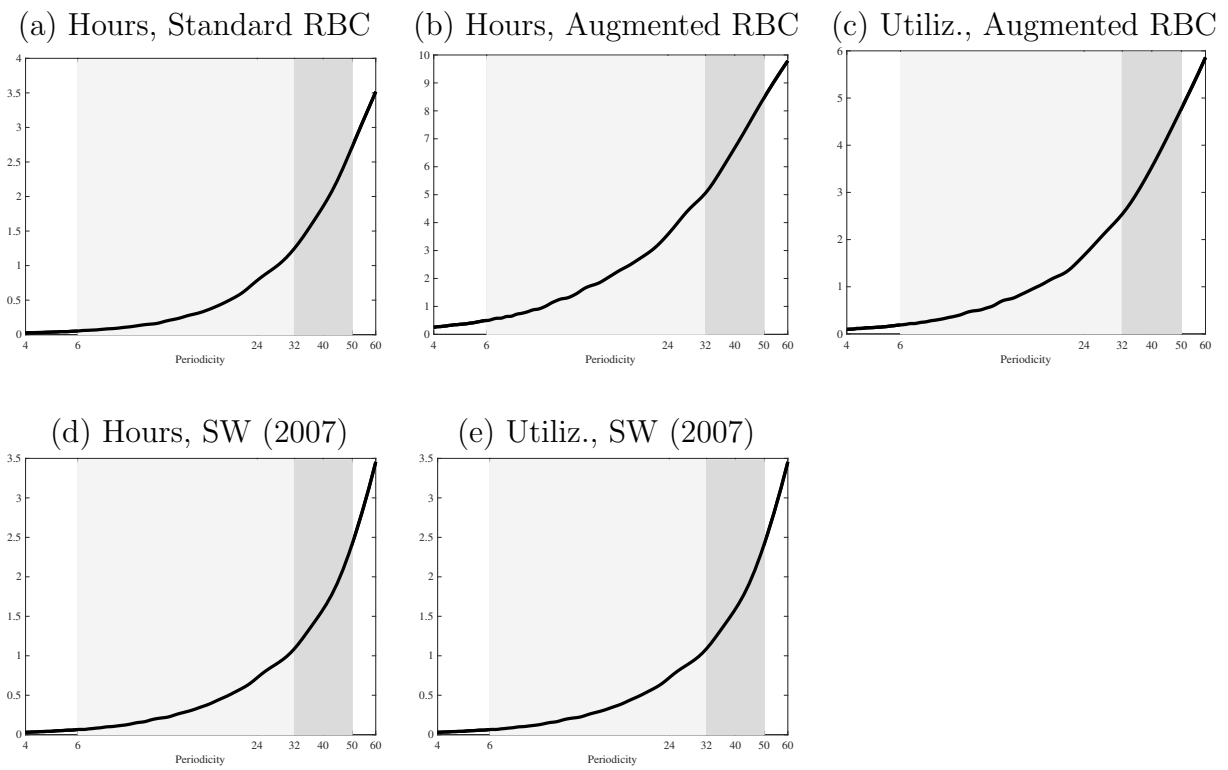 (a) Hours, Standard RBC
4
3.5
3
2.5
2
1.5
1
0.5
0
4 6 24 32 40 50 60
Periodicity
(b) Hours, Augmented RBC
10
9
8
7
6
5
4
3
2
1
0
4 6 24 32 40 50 60
Periodicity
(c) Utiliz., Augmented RBC
6
5
4
3
2
1
0
4 6 24 32 40 50 60
Periodicity
(d) Hours, SW (2007)
3.5
3
2.5
2
1.5
1
0.5
0
4 6 24 32 40 50 60
Periodicity
(e) Utiliz., SW (2007)
3.5
3
2.5
2
1.5
1
0.5
0
4 6 24 32 40 50 60
Periodicity